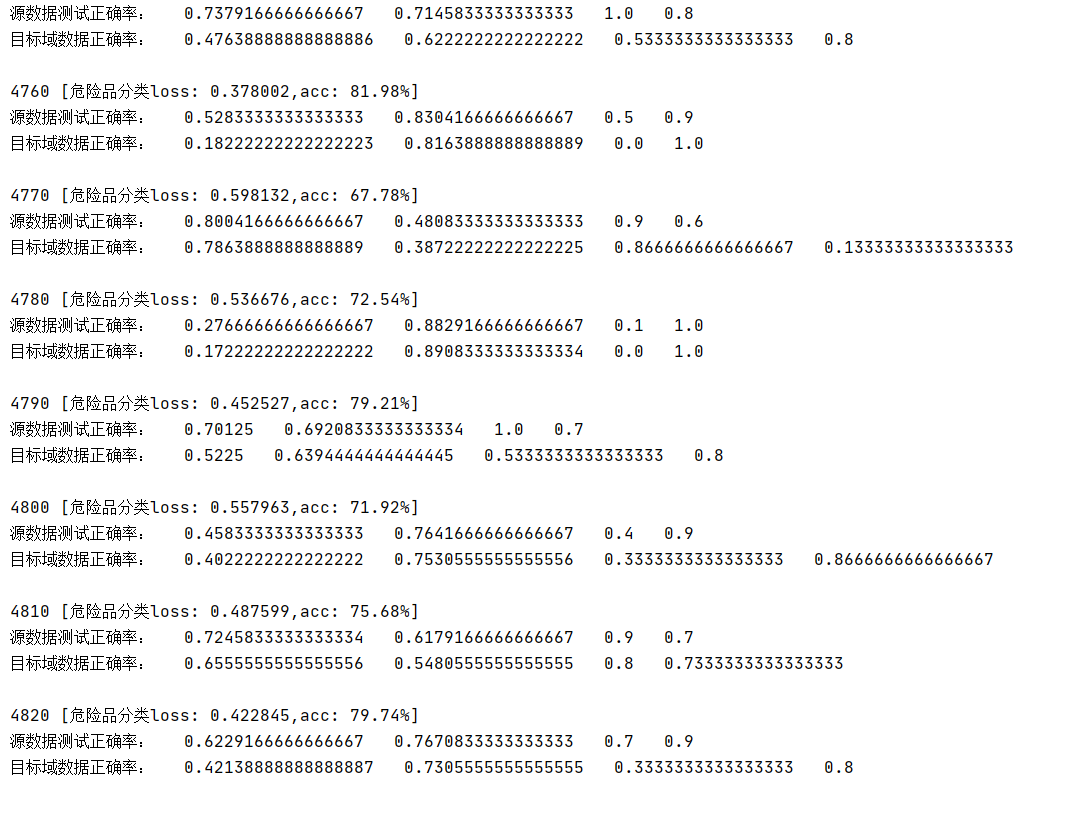 源数据测试正确率： 0.7379166666666667 0.7145833333333333 1.0 0.8
目标域数据正确率： 0.47638888888888886 0.6222222222222222 0.5333333333333333 0.8
4760 [危险品分类loss: 0.378002,acc: 81.98%]
源数据测试正确率： 0.5283333333333333 0.8304166666666667 0.5 0.9
目标域数据正确率： 0.18222222222222223 0.8163888888888889 0.0 1.0
4770 [危险品分类loss: 0.598132,acc: 67.78%]
源数据测试正确率： 0.8004166666666667 0.48083333333333333 0.9 0.6
目标域数据正确率： 0.7863888888888889 0.38722222222222225 0.8666666666666667 0.13333333333333333
4780 [危险品分类loss: 0.536676,acc: 72.54%]
源数据测试正确率： 0.27666666666666667 0.8829166666666667 0.1 1.0
目标域数据正确率： 0.17222222222222222 0.8908333333333334 0.0 1.0
4790 [危险品分类loss: 0.452527,acc: 79.21%]
源数据测试正确率： 0.70125 0.6920833333333334 1.0 0.7
目标域数据正确率： 0.5225 0.6394444444444445 0.5333333333333333 0.8
4800 [危险品分类loss: 0.557963,acc: 71.92%]
源数据测试正确率： 0.4583333333333333 0.7641666666666667 0.4 0.9
目标域数据正确率： 0.4022222222222222 0.7530555555555556 0.3333333333333333 0.8666666666666667
4810 [危险品分类loss: 0.487599,acc: 75.68%]
源数据测试正确率： 0.7245833333333334 0.6179166666666667 0.9 0.7
目标域数据正确率： 0.6555555555555556 0.5480555555555555 0.8 0.7333333333333333
4820 [危险品分类loss: 0.422845,acc: 79.74%]
源数据测试正确率： 0.6229166666666667 0.7670833333333333 0.7 0.9
目标域数据正确率： 0.42138888888888887 0.7305555555555555 0.3333333333333333 0.8